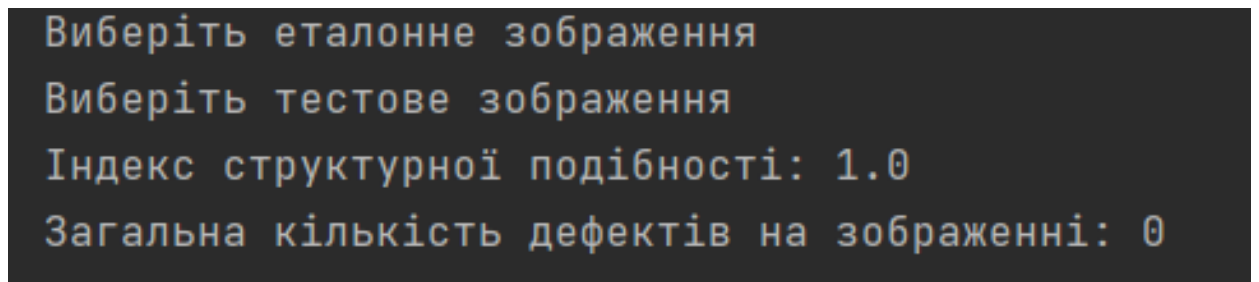 Виберіть еталонне зображення
Виберіть тестове зображення
Індекс структурної подібності: 1.0
Загальна кількість дефектів на зображенні: 0